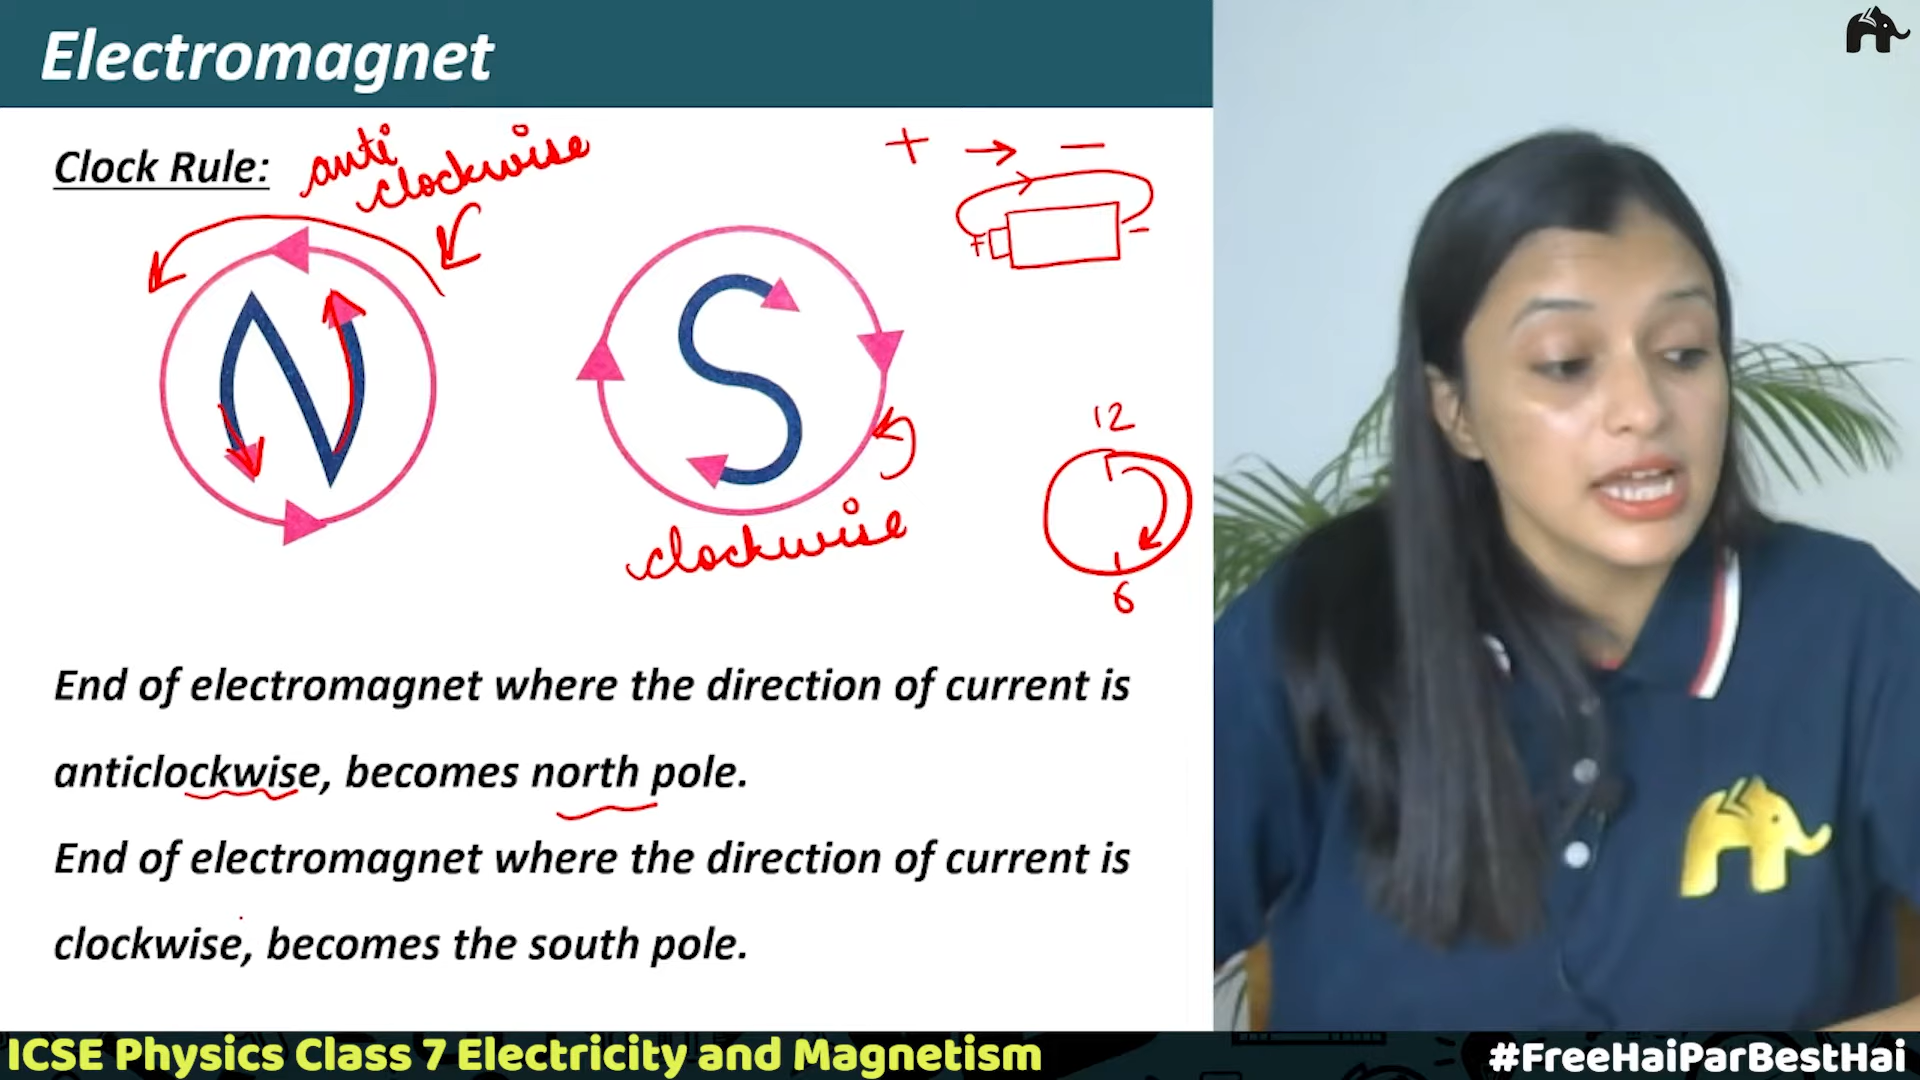 Electromagnet
Clock Rule:
anti
clockwise
+ → −
+ −
N
S
12
6
clockwise
End of electromagnet where the direction of current is
anticlockwise, becomes north pole.
End of electromagnet where the direction of current is
clockwise, becomes the south pole.
ICSE Physics Class 7 Electricity and Magnetism
#FreeHaiParBestHai